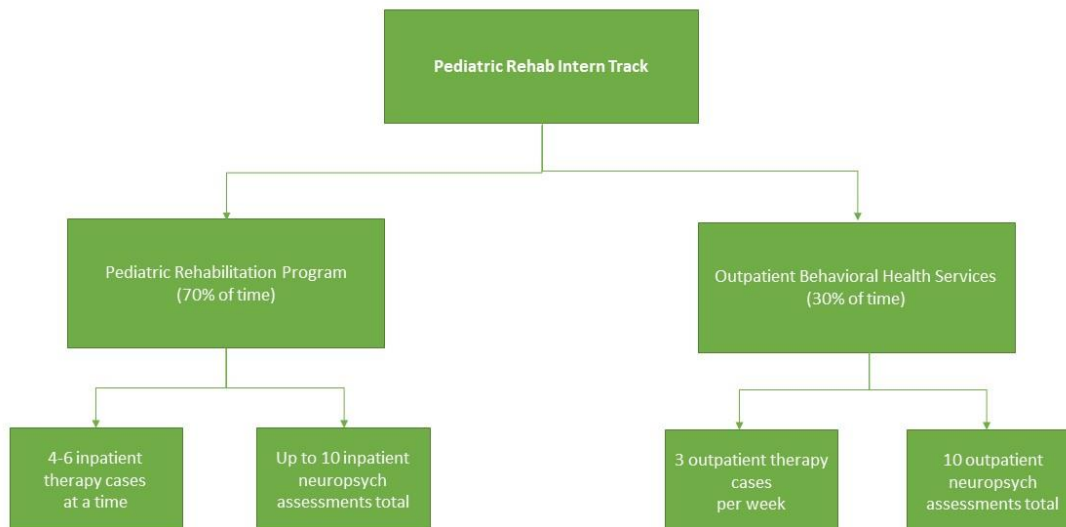 Pediatric Rehab Intern Track
Pediatric Rehabilitation Program
(70% of time)
Outpatient Behavioral Health Services
(30% of time)
4-6 inpatient
therapy cases
at a time
Up to 10 inpatient
neuropsych
assessments total
3 outpatient therapy
cases
per week
10 outpatient
neuropsych
assessments total